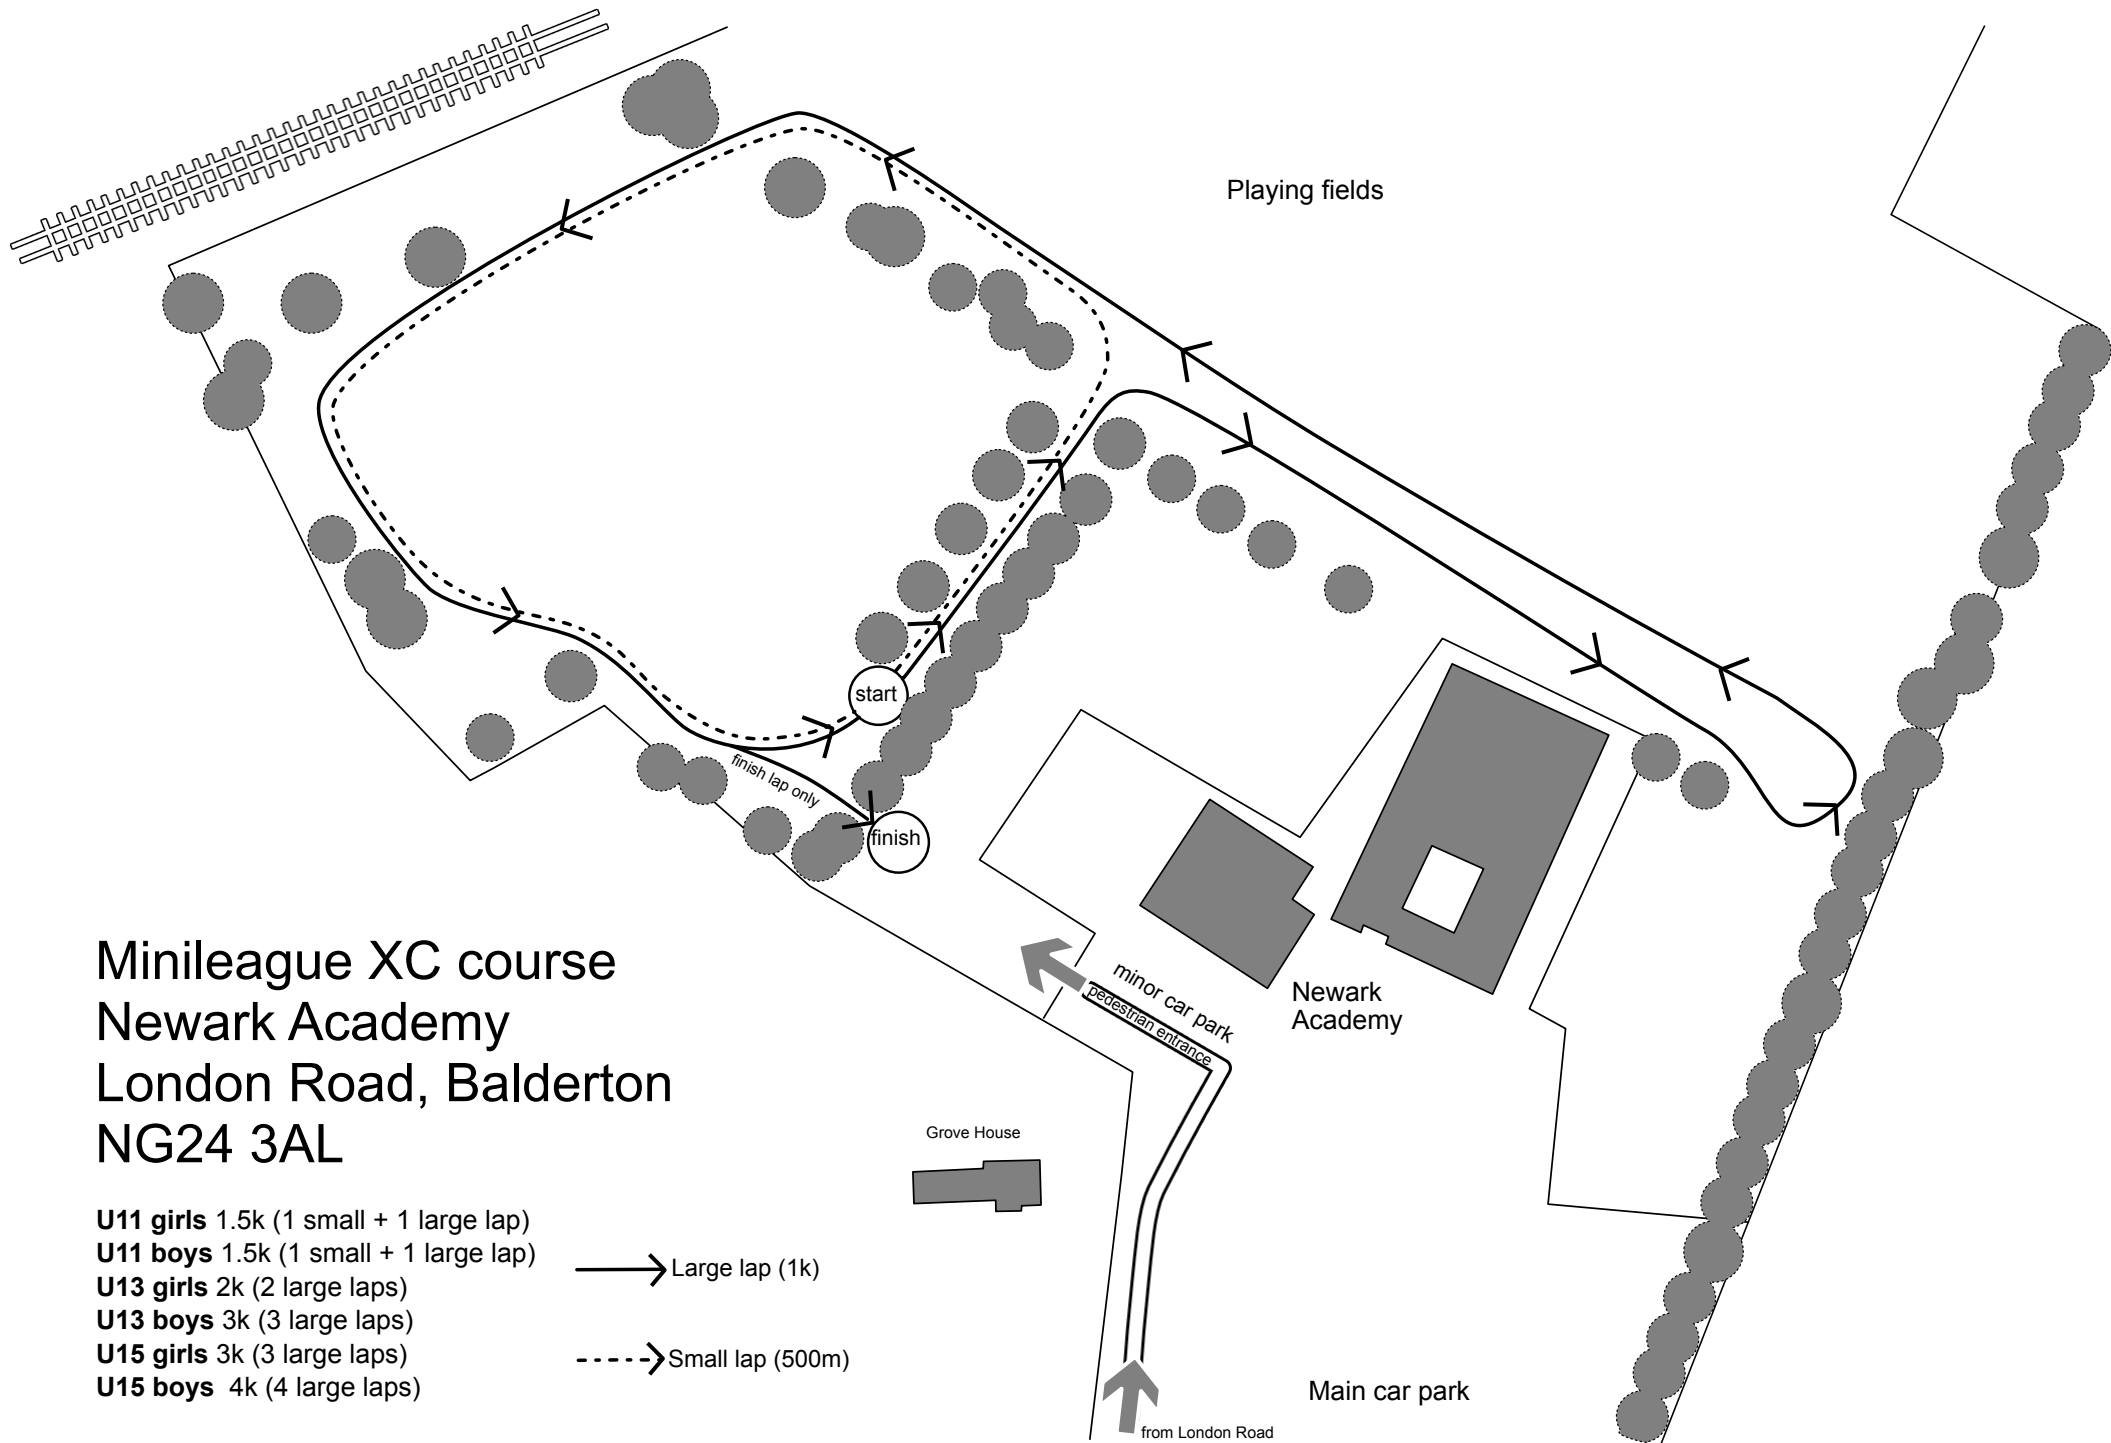 Playing fields
start
finish lap only
finish
Minileague XC course
Newark Academy
London Road, Balderton
NG24 3AL
minor car park
pedestrian entrance
Newark
Academy
Grove House
U11 girls 1.5k (1 small + 1 large lap)
U11 boys 1.5k (1 small + 1 large lap)
U13 girls 2k (2 large laps)
U13 boys 3k (3 large laps)
U15 girls 3k (3 large laps)
U15 boys 4k (4 large laps)
Large lap (1k)
Small lap (500m)
Main car park
from London Road